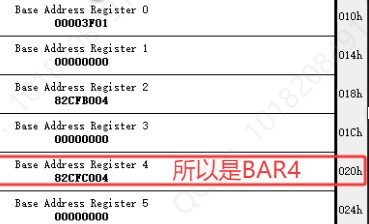 Base Address Register 0
00003F01
010h
Base Address Register 1
00000000
014h
Base Address Register 2
82CFB004
018h
Base Address Register 3
00000000
01Ch
Base Address Register 4
82CFC004
所以是BAR4
020h
Base Address Register 5
00000000
024h